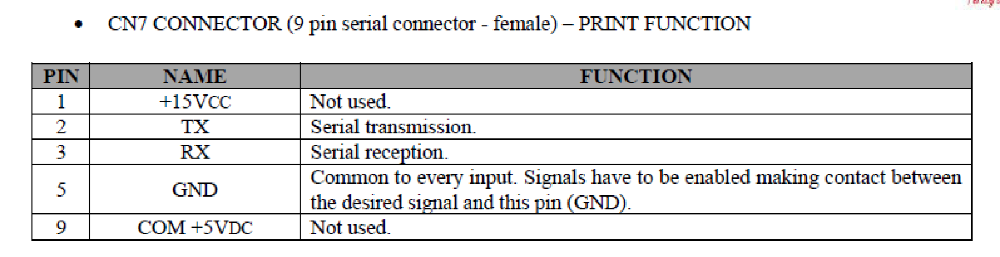 • CN7 CONNECTOR (9 pin serial connector - female) – PRINT FUNCTION
PIN NAME FUNCTION
1 +15VCC Not used.
2 TX Serial transmission.
3 RX Serial reception.
5 GND Common to every input. Signals have to be enabled making contact between
the desired signal and this pin (GND).
9 COM +5VDC Not used.